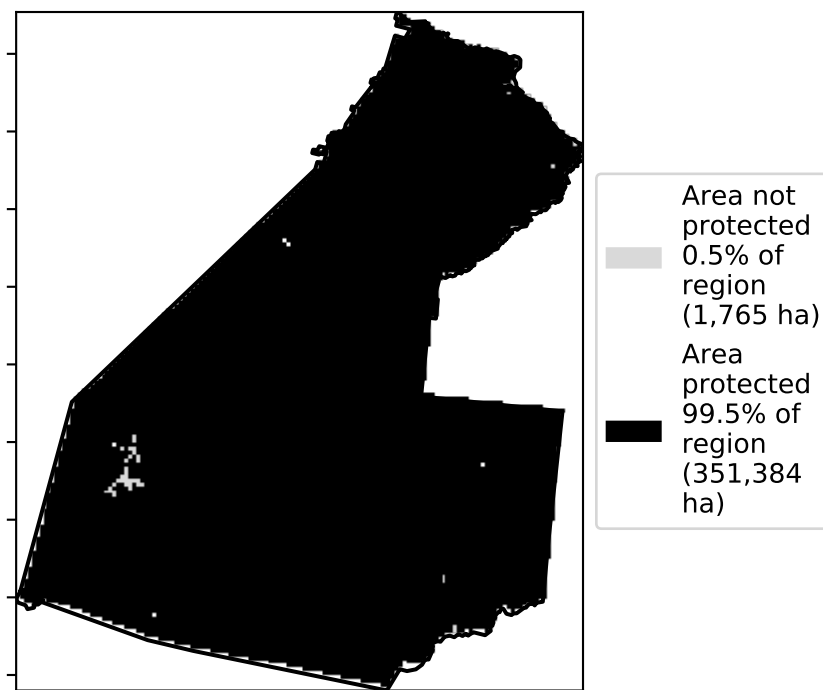 Area not
protected
0.5% of
region
(1,765 ha)
Area
protected
99.5% of
region
(351,384
ha)